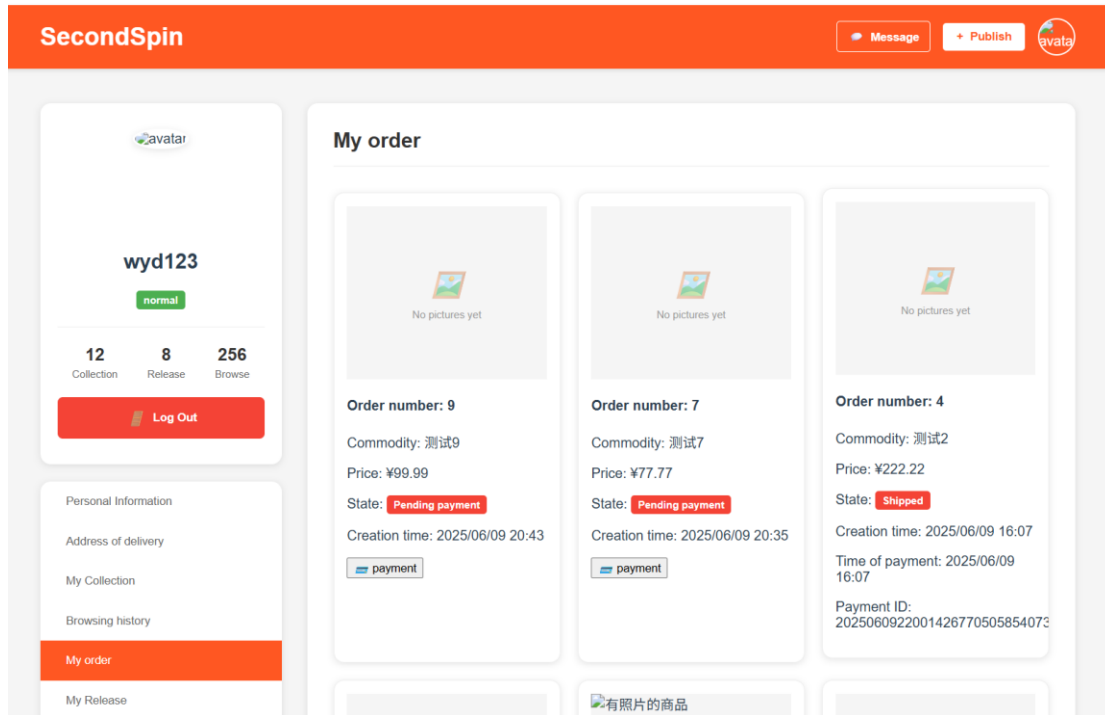 SecondSpin
Message
+ Publish
avata
avatar
wyd123
normal
12 8 256
Collection Release Browse
Log Out
Personal Information
Address of delivery
My Collection
Browsing history
My order
My Release
My order
No pictures yet
Order number: 9
Commodity: 测试9
Price: ¥99.99
State: Pending payment
Creation time: 2025/06/09 20:43
payment
No pictures yet
Order number: 7
Commodity: 测试7
Price: ¥77.77
State: Pending payment
Creation time: 2025/06/09 20:35
payment
No pictures yet
Order number: 4
Commodity: 测试2
Price: ¥222.22
State: Shipped
Creation time: 2025/06/09 16:07
Time of payment: 2025/06/09
16:07
Payment ID:
2025060922001426770505854073
有照片的商品